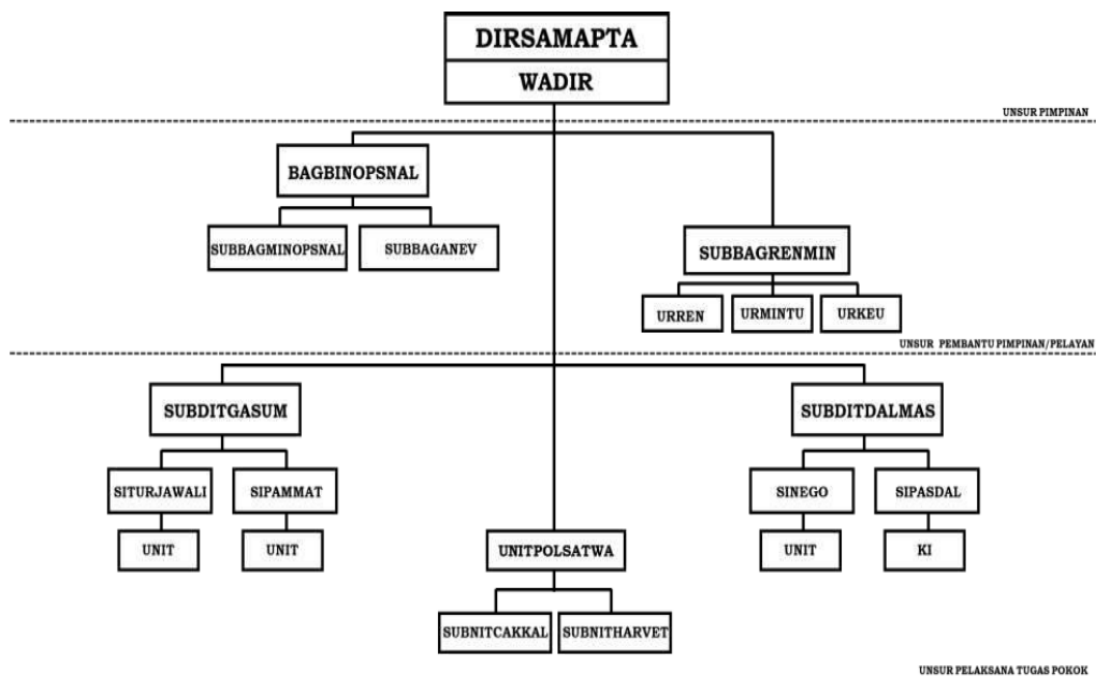 DIRSAMAPTA
WADIR
UNSUR PIMPINAN
BAGBINOPSNAL
SUBBAGMINOPSNAL
SUBBAGANEV
SUBBAGRENMIN
URREN
URMINTU
URKEU
UNSUR PEMBANTU PIMPINAN/PELAYAN
SUBDITGASUM
SUBDITDALMAS
SITURJAWALI
SIPAMMAT
SINEGO
SIPASDAL
UNIT
UNIT
UNIT
KI
UNITPOLSATWA
SUBNITCAKKAL
SUBNITHARVET
UNSUR PELAKSANA TUGAS POKOK